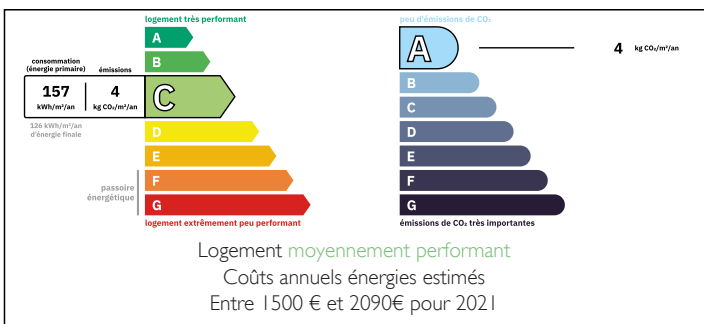 logement très performant
A
B
consommation
(énergie primaire)
émissions
157
kWh/m²/an
4
kg CO₂/m²/an
C
126 kWh/m²/an
d'énergie finale
D
E
passoire
énergétique
F
G
logement extrêmement peu performant
peu d'émissions de CO₂
A
4 kg CO₂/m²/an
B
C
D
E
F
G
émissions de CO₂ très importantes
Logement moyennement performant
Coûts annuels énergies estimés
Entre 1500 € et 2090€ pour 2021